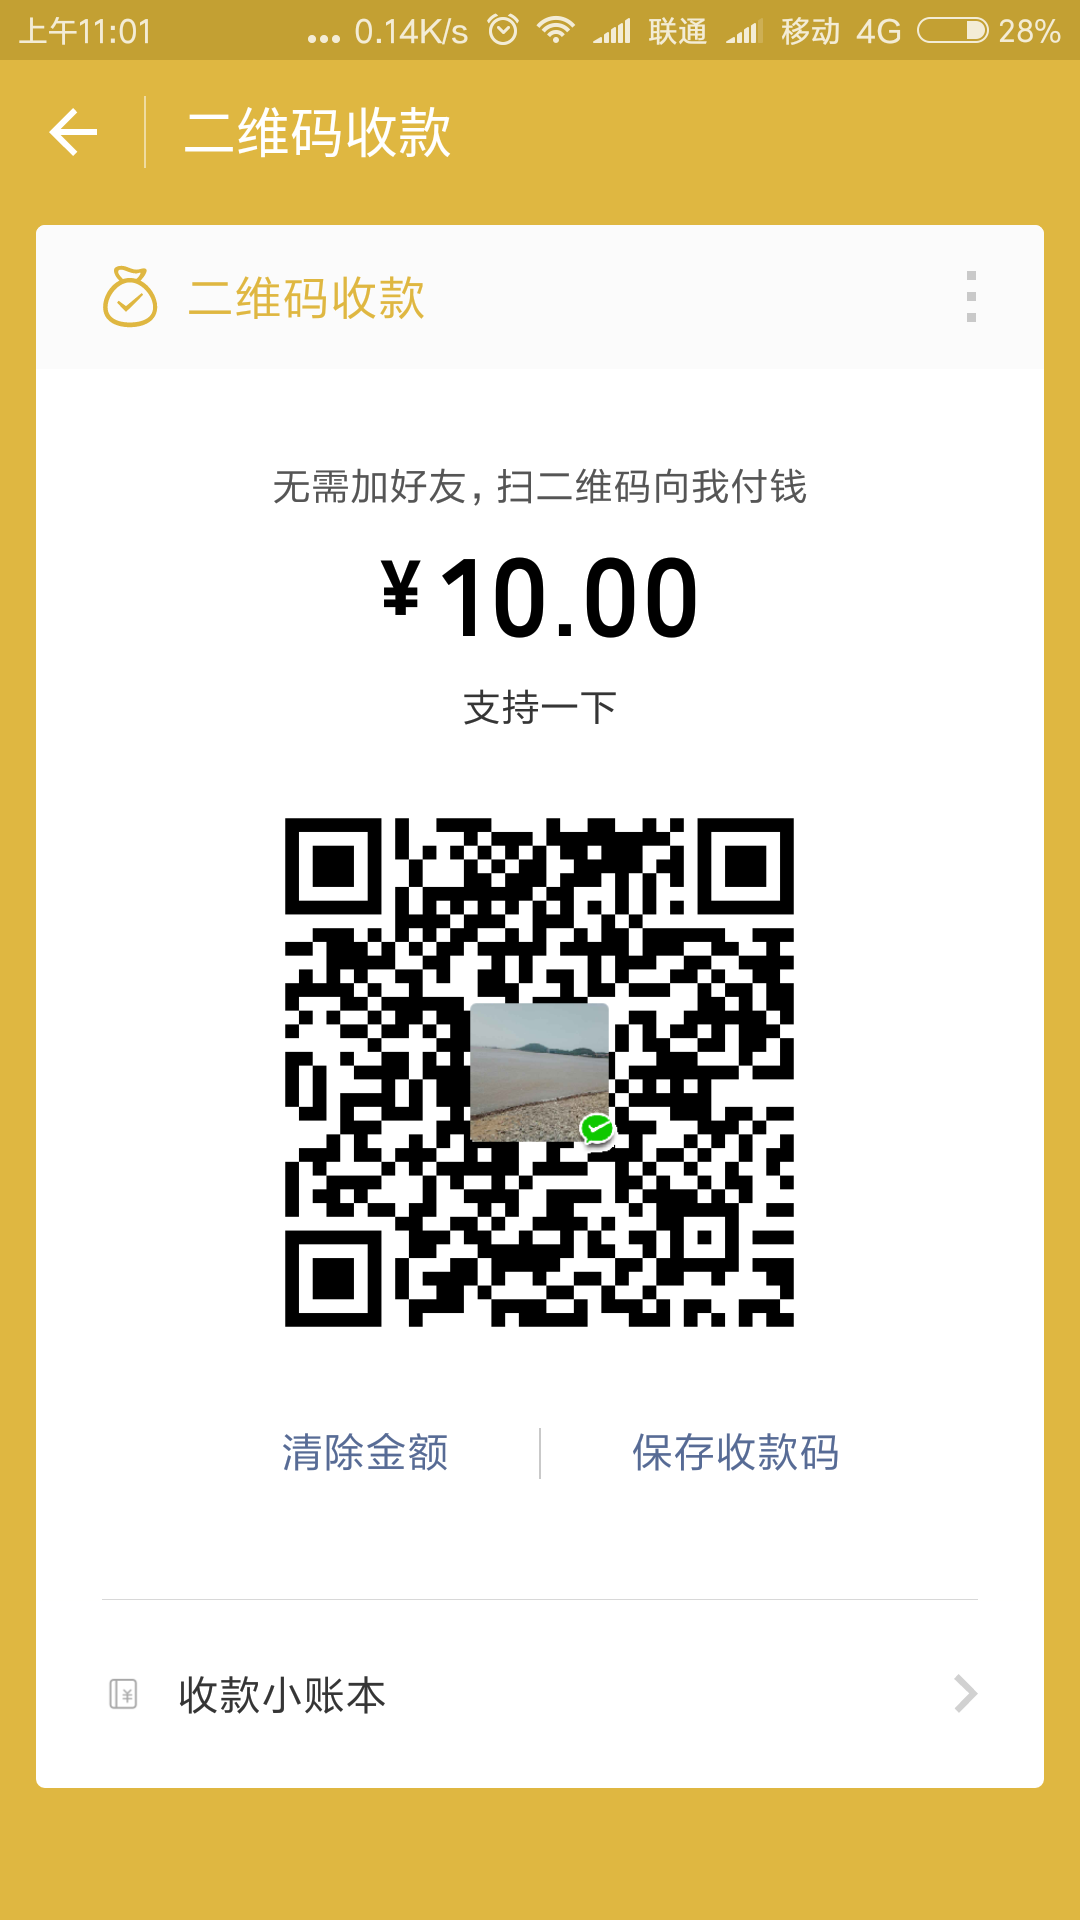 上午11:01 ... 0.14K/s 联通 移动 4G 28%
二维码收款
二维码收款
无需加好友，扫二维码向我付钱
¥10.00
支持一下
清除金额 保存收款码
收款小账本